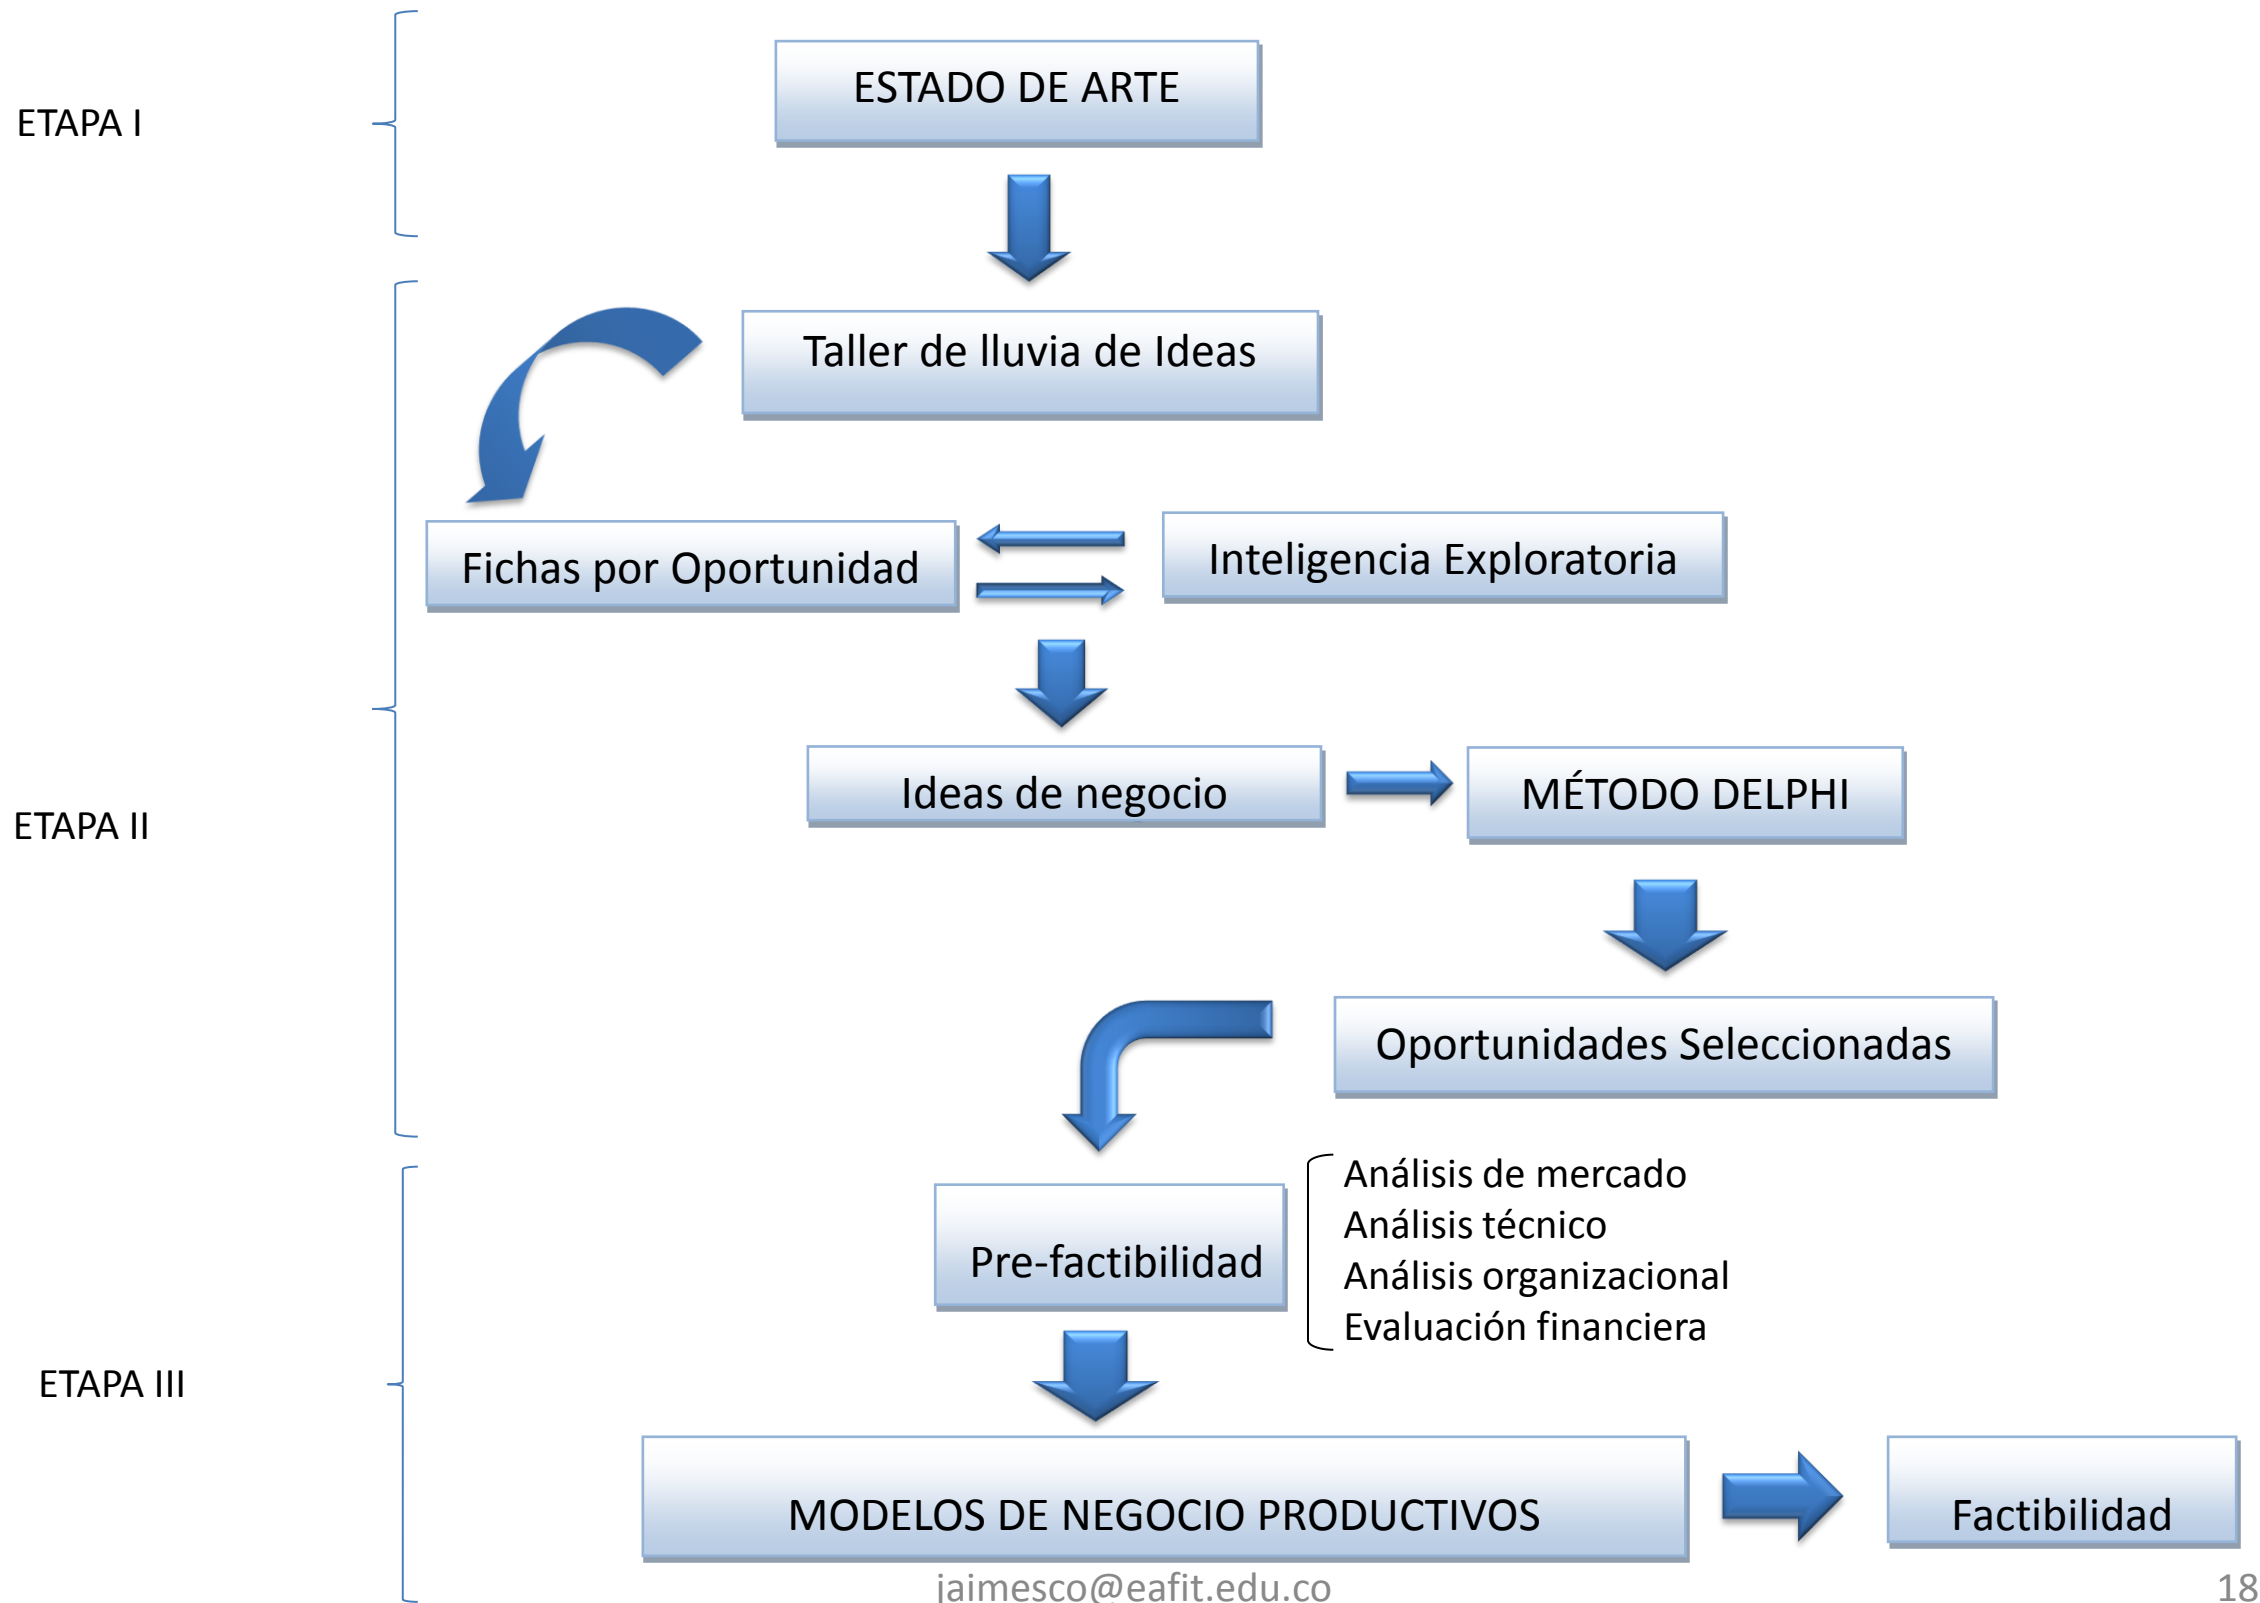 ETAPA I
ESTADO DE ARTE
Taller de lluvia de Ideas
Fichas por Oportunidad
Inteligencia Exploratoria
Ideas de negocio
MÉTODO DELPHI
ETAPA II
Oportunidades Seleccionadas
Pre-factibilidad
Análisis de mercado
Análisis técnico
Análisis organizacional
Evaluación financiera
ETAPA III
MODELOS DE NEGOCIO PRODUCTIVOS
Factibilidad
jaimesco@eafit.edu.co
18